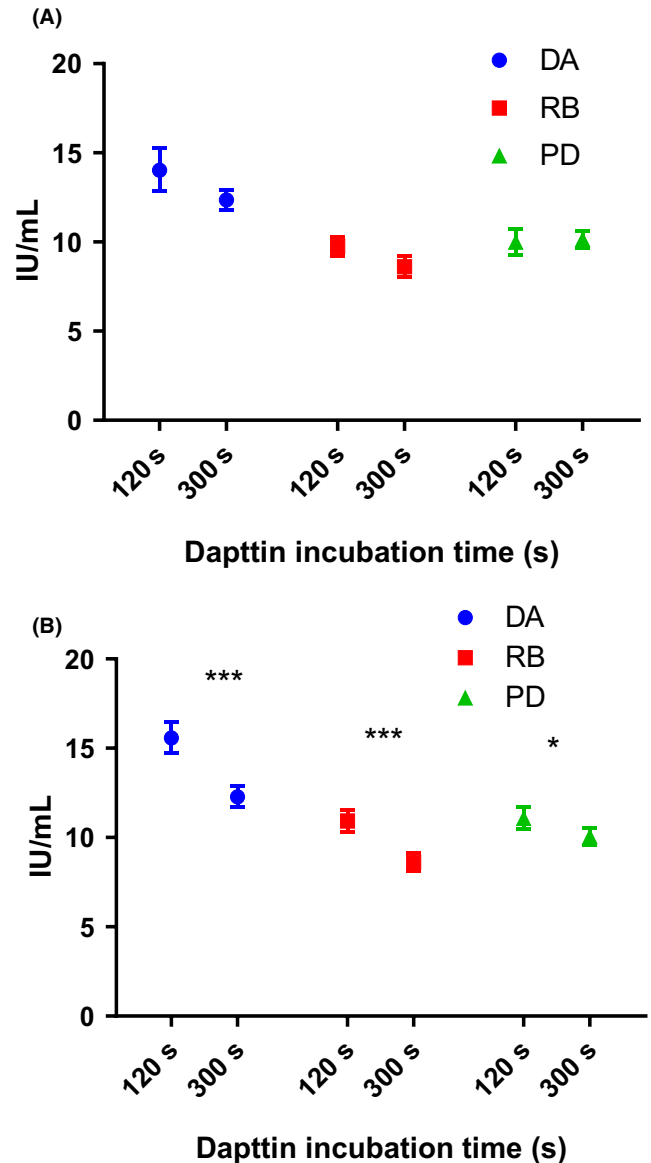 (A)
20
15
10
5
0
IU/mL
DA
RB
PD
120 s
300 s
120 s
300 s
120 s
300 s
Dapttin incubation time (s)
(B)
20
15
10
5
0
IU/mL
DA
RB
PD
***
***
*
120 s
300 s
120 s
300 s
120 s
300 s
Dapttin incubation time (s)